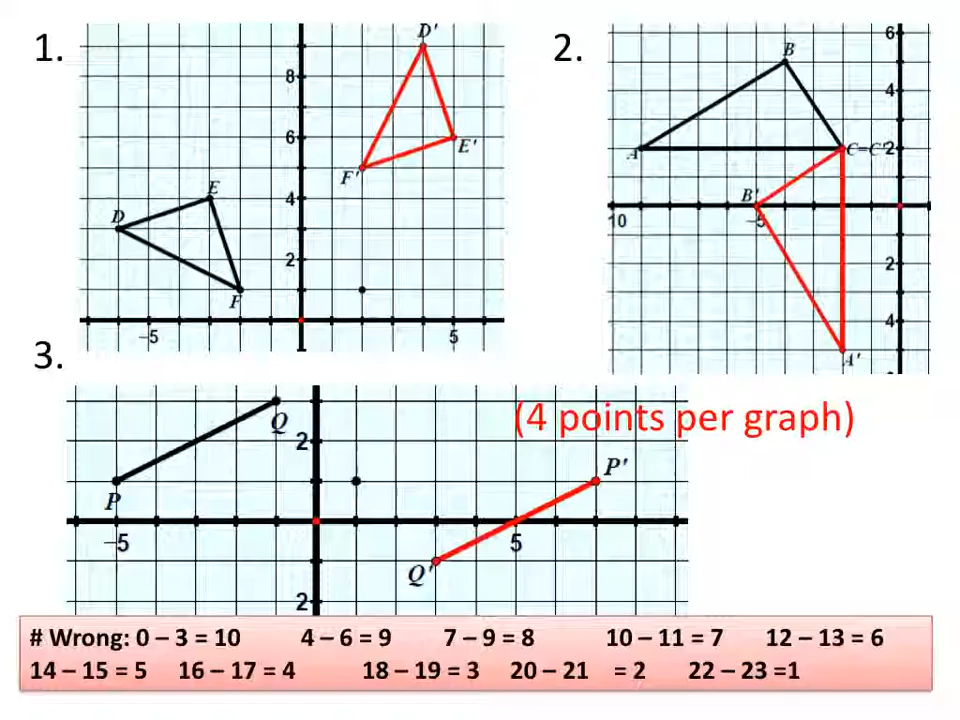 1.
D'
8
6
E'
F'
4
E
D
2
F
−5
5
2.
6
B
4
A
C=C'
2
B'
10
−5
2
4
A'
3.
(4 points per graph)
Q
2
P'
P
−5
5
Q'
2
# Wrong: 0 – 3 = 10 4 – 6 = 9 7 – 9 = 8 10 – 11 = 7 12 – 13 = 6
14 – 15 = 5 16 – 17 = 4 18 – 19 = 3 20 – 21 = 2 22 – 23 =1